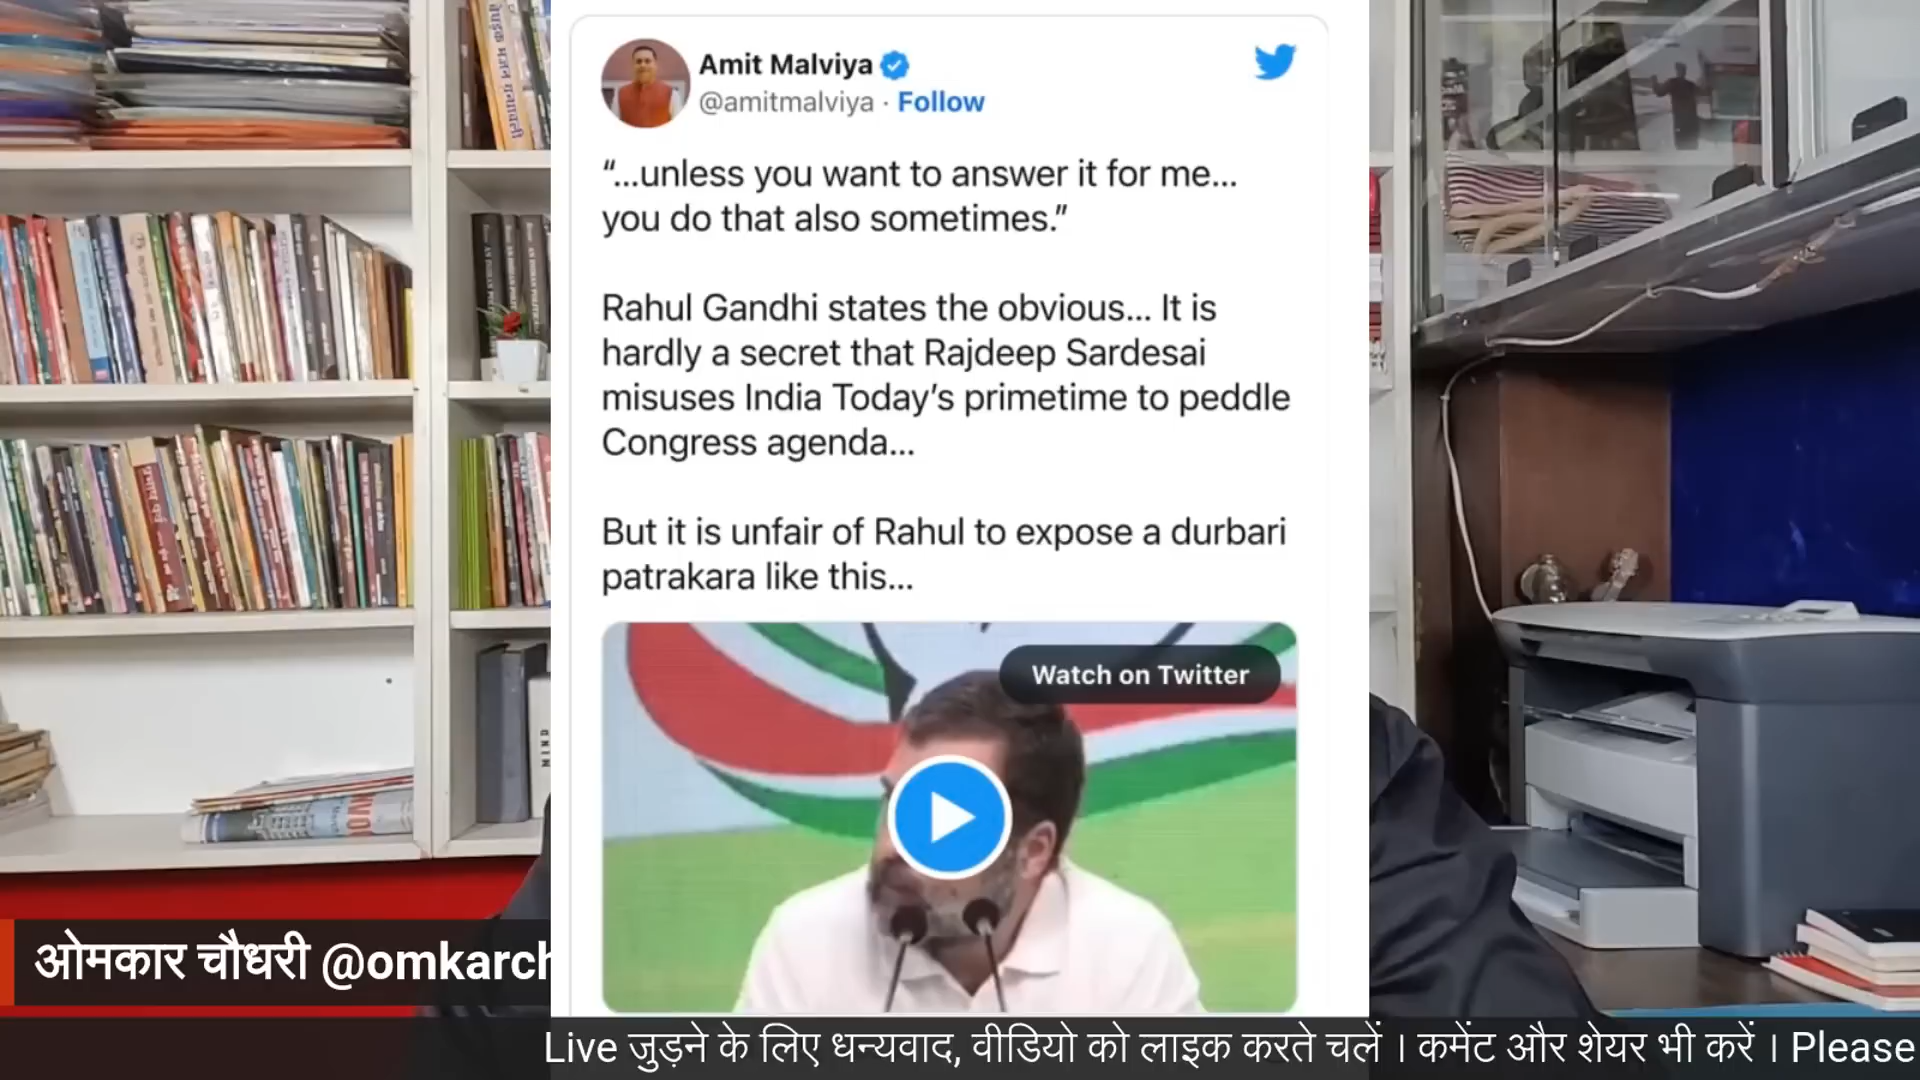 Amit Malviya
@amitmalviya · Follow
“...unless you want to answer it for me...
you do that also sometimes.”
Rahul Gandhi states the obvious... It is
hardly a secret that Rajdeep Sardesai
misuses India Today’s primetime to peddle
Congress agenda...
But it is unfair of Rahul to expose a durbari
patrakara like this...
Watch on Twitter
MIND
ओमकार चौधरी @omkarch
Live जुड़ने के लिए धन्यवाद, वीडियो को लाइक करते चलें । कमेंट और शेयर भी करें । Please